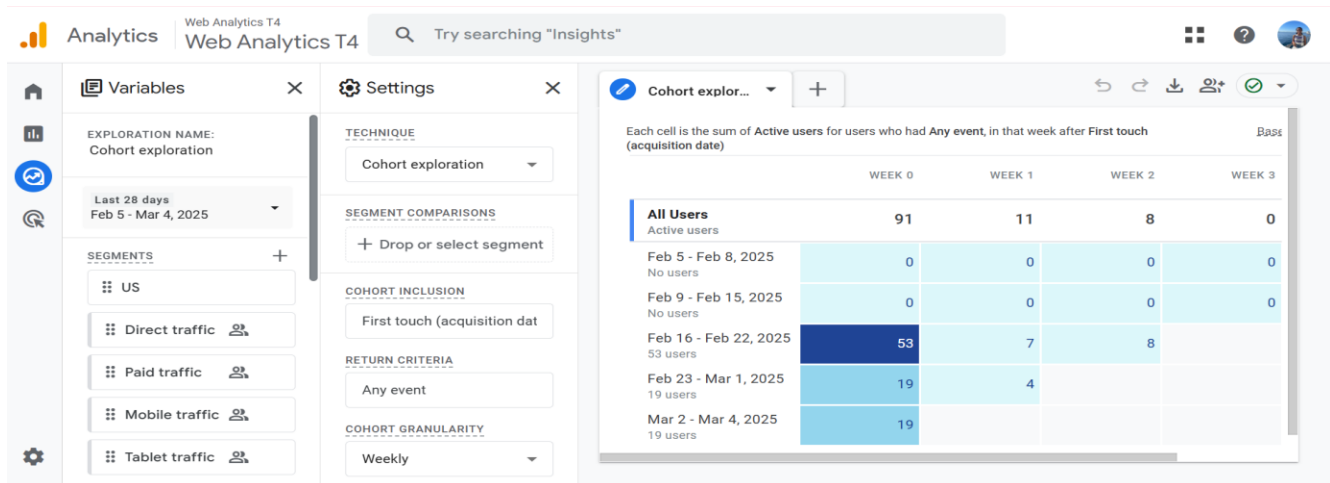 Analytics
Web Analytics T4
Web Analytics T4
Try searching "Insights"
Variables
EXPLORATION NAME:
Cohort exploration
Last 28 days
Feb 5 - Mar 4, 2025
SEGMENTS
US
Direct traffic
Paid traffic
Mobile traffic
Tablet traffic
Settings
TECHNIQUE
Cohort exploration
SEGMENT COMPARISONS
Drop or select segment
COHORT INCLUSION
First touch (acquisition dat
RETURN CRITERIA
Any event
COHORT GRANULARITY
Weekly
Cohort explor...
Each cell is the sum of Active users for users who had Any event, in that week after First touch
(acquisition date)
Base
WEEK 0 WEEK 1 WEEK 2 WEEK 3
All Users 91 11 8 0
Active users
Feb 5 - Feb 8, 2025 0 0 0 0
No users
Feb 9 - Feb 15, 2025 0 0 0 0
No users
Feb 16 - Feb 22, 2025 53 7 8
53 users
Feb 23 - Mar 1, 2025 19 4
19 users
Mar 2 - Mar 4, 2025 19
19 users